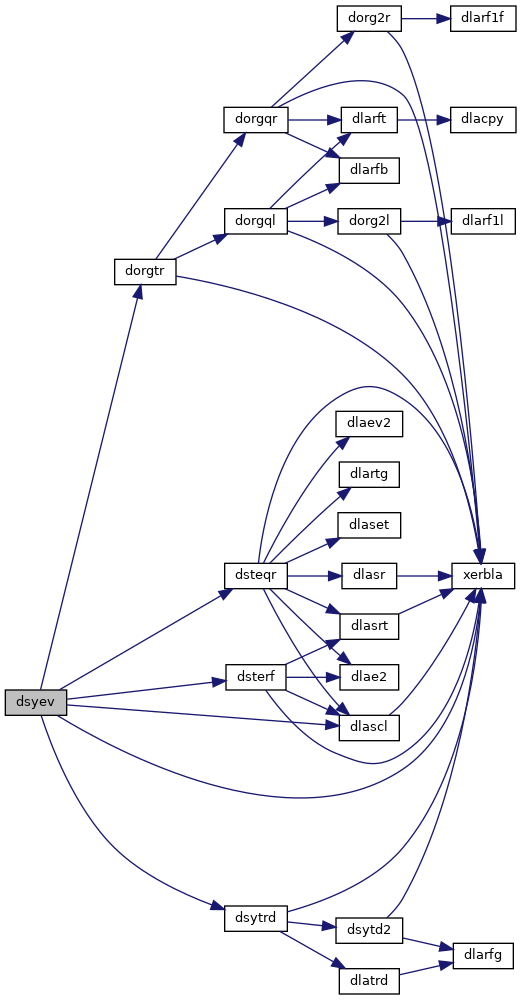 dorg2r
dlarf1f
dorgqr
dlarft
dlacpy
dlarfb
dorgql
dorg2l
dlarf1l
dorgtr
dlaev2
dlartg
dlaset
dsteqr
dlasr
xerbla
dlasrt
dsterf
dlae2
dsyev
dlascl
dsytrd
dsytd2
dlarfg
dlatrd